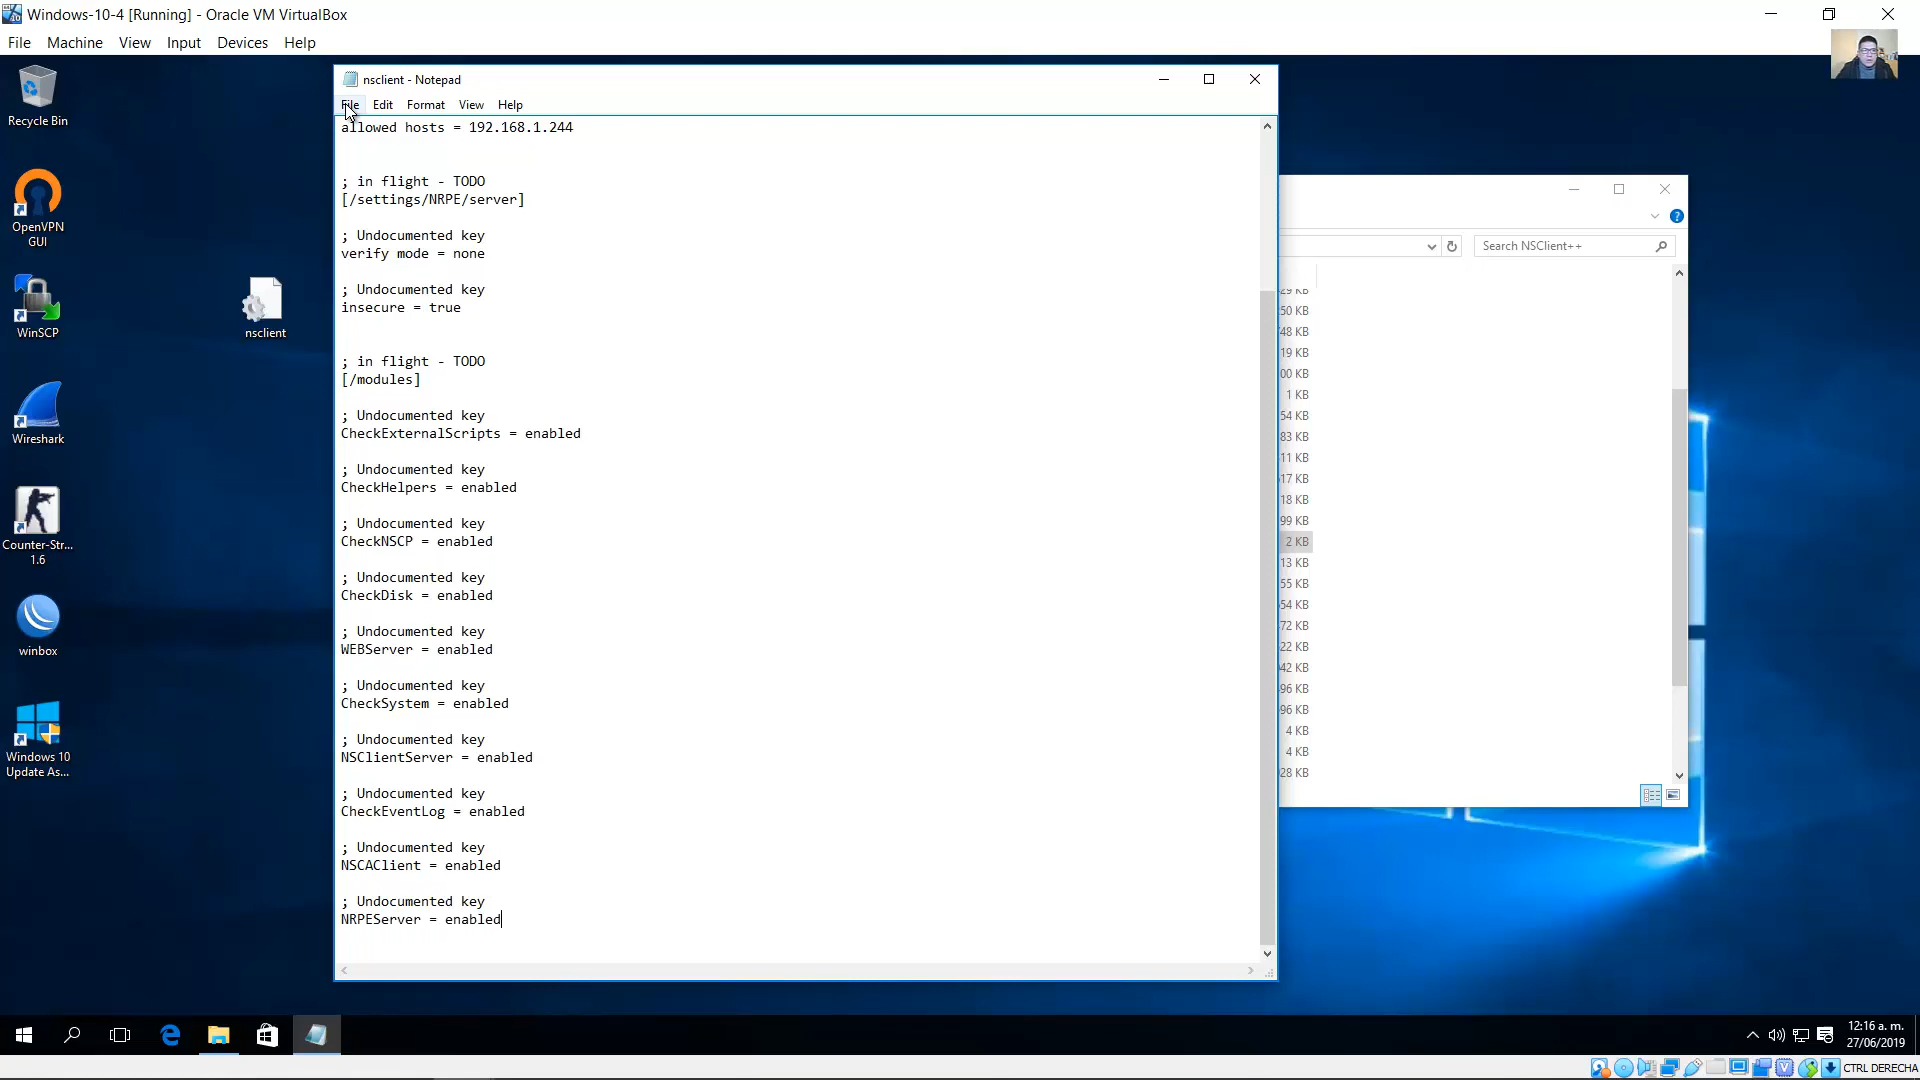 Windows-10-4 [Running] - Oracle VM VirtualBox
File Machine View Input Devices Help
nsclient - Notepad
File Edit Format View Help
allowed hosts = 192.168.1.244
; in flight - TODO
[/settings/NRPE/server]
; Undocumented key
verify mode = none
; Undocumented key
insecure = true
; in flight - TODO
[/modules]
; Undocumented key
CheckExternalScripts = enabled
; Undocumented key
CheckHelpers = enabled
; Undocumented key
CheckNSCP = enabled
; Undocumented key
CheckDisk = enabled
; Undocumented key
WEBServer = enabled
; Undocumented key
CheckSystem = enabled
; Undocumented key
NSClientServer = enabled
; Undocumented key
CheckEventLog = enabled
; Undocumented key
NSCAClient = enabled
; Undocumented key
NRPEServer = enabled
Recycle Bin
OpenVPN
GUI
WinSCP
Wireshark
Counter-Str...
1.6
winbox
Windows 10
Update As...
nsclient
Search NSClient++
29 KB
50 KB
48 KB
19 KB
00 KB
1 KB
54 KB
83 KB
11 KB
17 KB
18 KB
99 KB
2 KB
13 KB
55 KB
54 KB
72 KB
22 KB
42 KB
96 KB
96 KB
4 KB
4 KB
28 KB
12:16 a. m.
27/06/2019
CTRL DERECHA